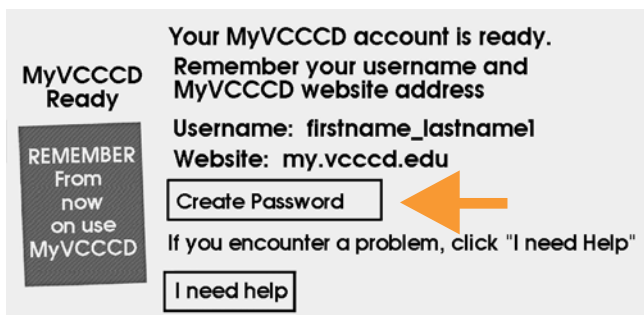 MyVCCCD
Ready
REMEMBER
From
now
on use
MyVCCCD
Your MyVCCCD account is ready.
Remember your username and
MyVCCCD website address
Username: firstname_lastname1
Website: my.vcccd.edu
Create Password
If you encounter a problem, click "I need Help"
I need help